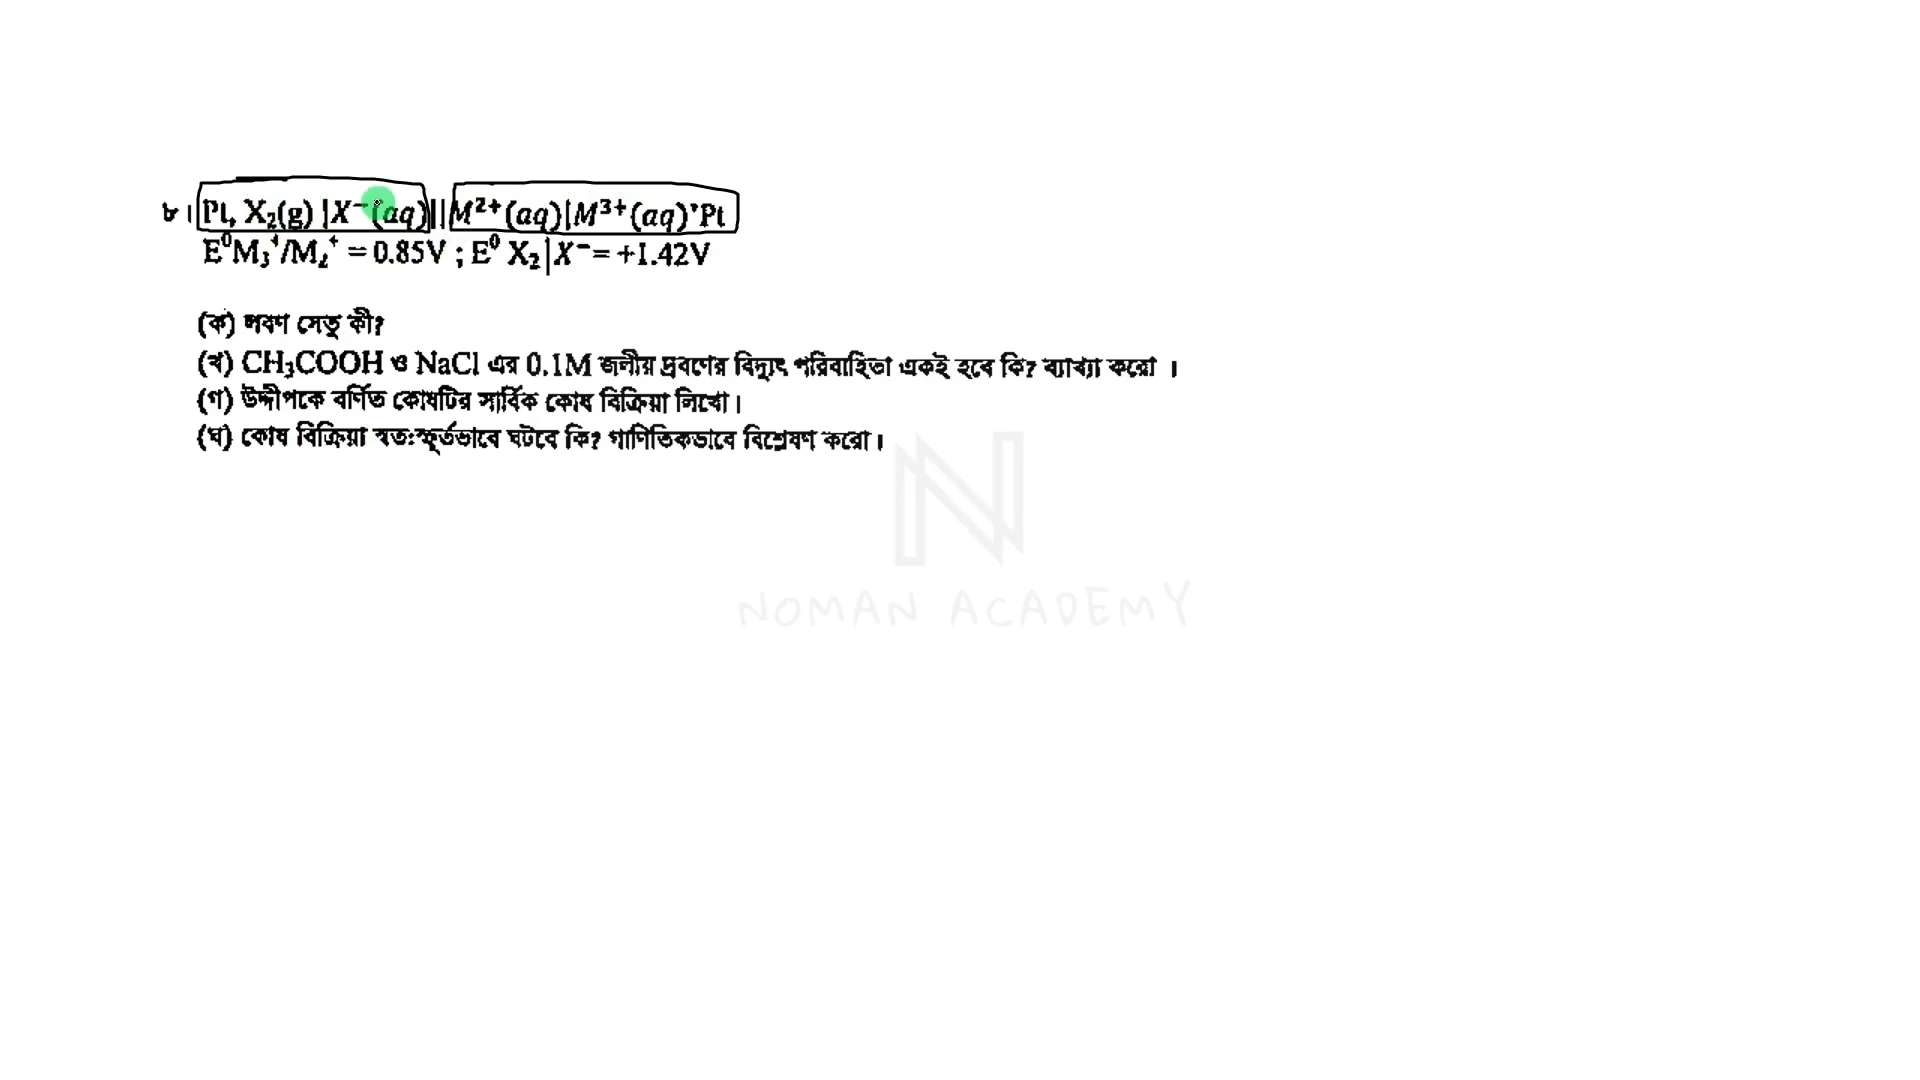 ৮। Pt, X₂(g) |X⁻(aq)||M²⁺(aq)|M³⁺(aq)'Pt
E⁰M₃⁺/M₂⁺ = 0.85V ; E⁰ X₂|X⁻= +1.42V
(ক) লবণ সেতু কী?
(খ) CH₃COOH ও NaCl এর 0.1M জলীয় দ্রবণের বিদ্যুৎ পরিবাহিতা একই হবে কি? ব্যাখ্যা করো ।
(গ) উদ্দীপকে বর্ণিত কোষটির সার্বিক কোষ বিক্রিয়া লিখো।
(ঘ) কোষ বিক্রিয়া স্বতঃস্ফূর্তভাবে ঘটবে কি? গাণিতিকভাবে বিশ্লেষণ করো।
NOMAN ACADEMY